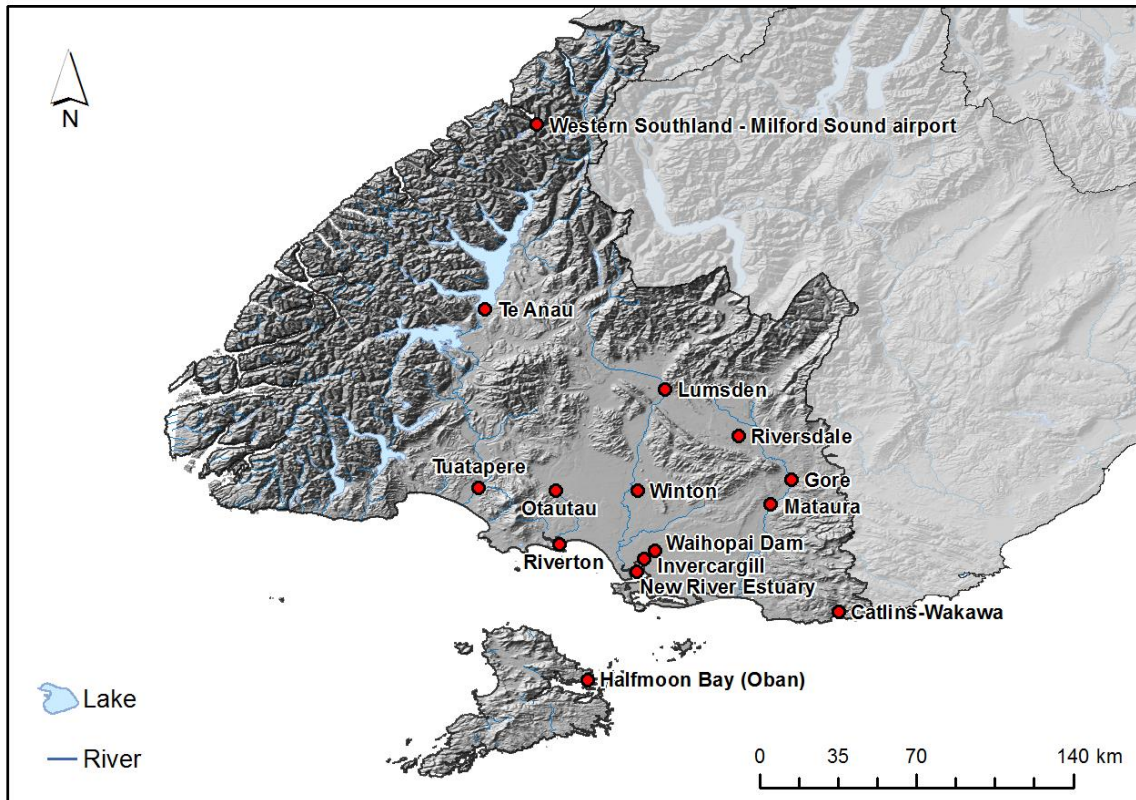 N
Western Southland - Milford Sound airport
Te Anau
Lumsden
Riversdale
Tuatapere
Gore
Otautau
Winton
Mataura
Riverton
Waihopai Dam
Invercargill
New River Estuary
Catlins-Wakawa
Halfmoon Bay (Oban)
Lake
River
0 35 70 140 km